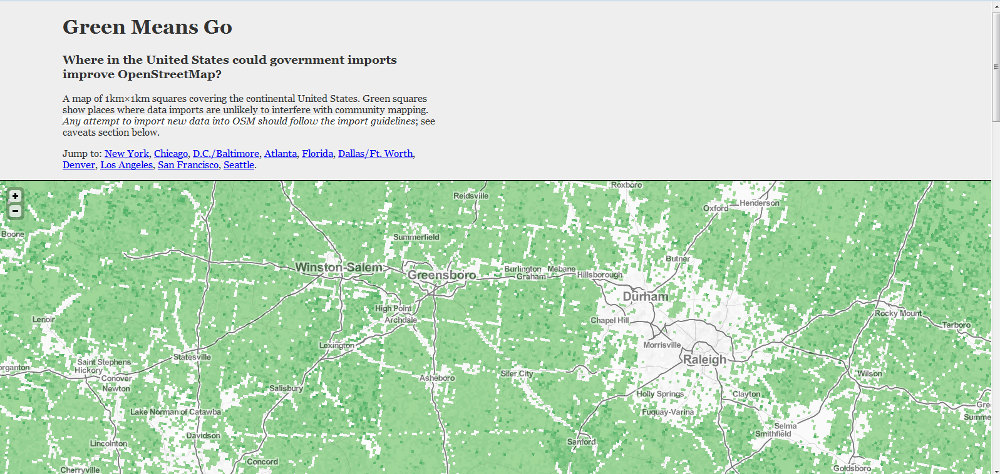 Green Means Go
Where in the United States could government imports
improve OpenStreetMap?
A map of 1km×1km squares covering the continental United States. Green squares
show places where data imports are unlikely to interfere with community mapping.
Any attempt to import new data into OSM should follow the import guidelines; see
caveats section below.
Jump to: New York, Chicago, D.C./Baltimore, Atlanta, Florida, Dallas/Ft. Worth,
Denver, Los Angeles, San Francisco, Seattle.
+
−
Roxboro
Reidsville
Oxford
Henderson
Boone
Summerfield
Butner
Winston-Salem
Greensboro
Burlington
Mebane
Graham
Hillsborough
Durham
High Point
Archdale
Chapel Hill
Rocky Mount
Tarboro
Lenoir
Lexington
Morrisville
Raleigh
Statesville
Saint Stephens
Hickory
organton
Conover
Newton
Asheboro
Siler City
Wilson
Salisbury
Holly Springs
Clayton
Fuquay-Varina
Gre
Summe
Lake Norman of Catawba
Davidson
Selma
Smithfield
Lincolnton
Sanford
Concord
Cherryville
Goldsboro